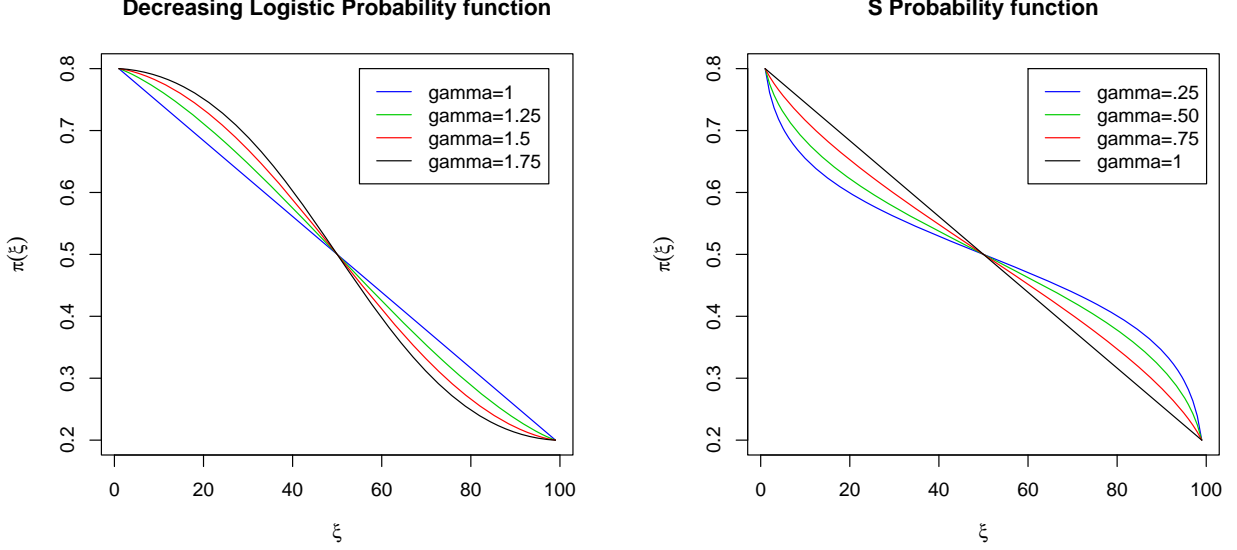 Decreasing Logistic Probability function
π(ξ)
0.8
0.7
0.6
0.5
0.4
0.3
0.2
gamma=1
gamma=1.25
gamma=1.5
gamma=1.75
0 20 40 60 80 100
ξ
S Probability function
π(ξ)
0.8
0.7
0.6
0.5
0.4
0.3
0.2
gamma=.25
gamma=.50
gamma=.75
gamma=1
0 20 40 60 80 100
ξ